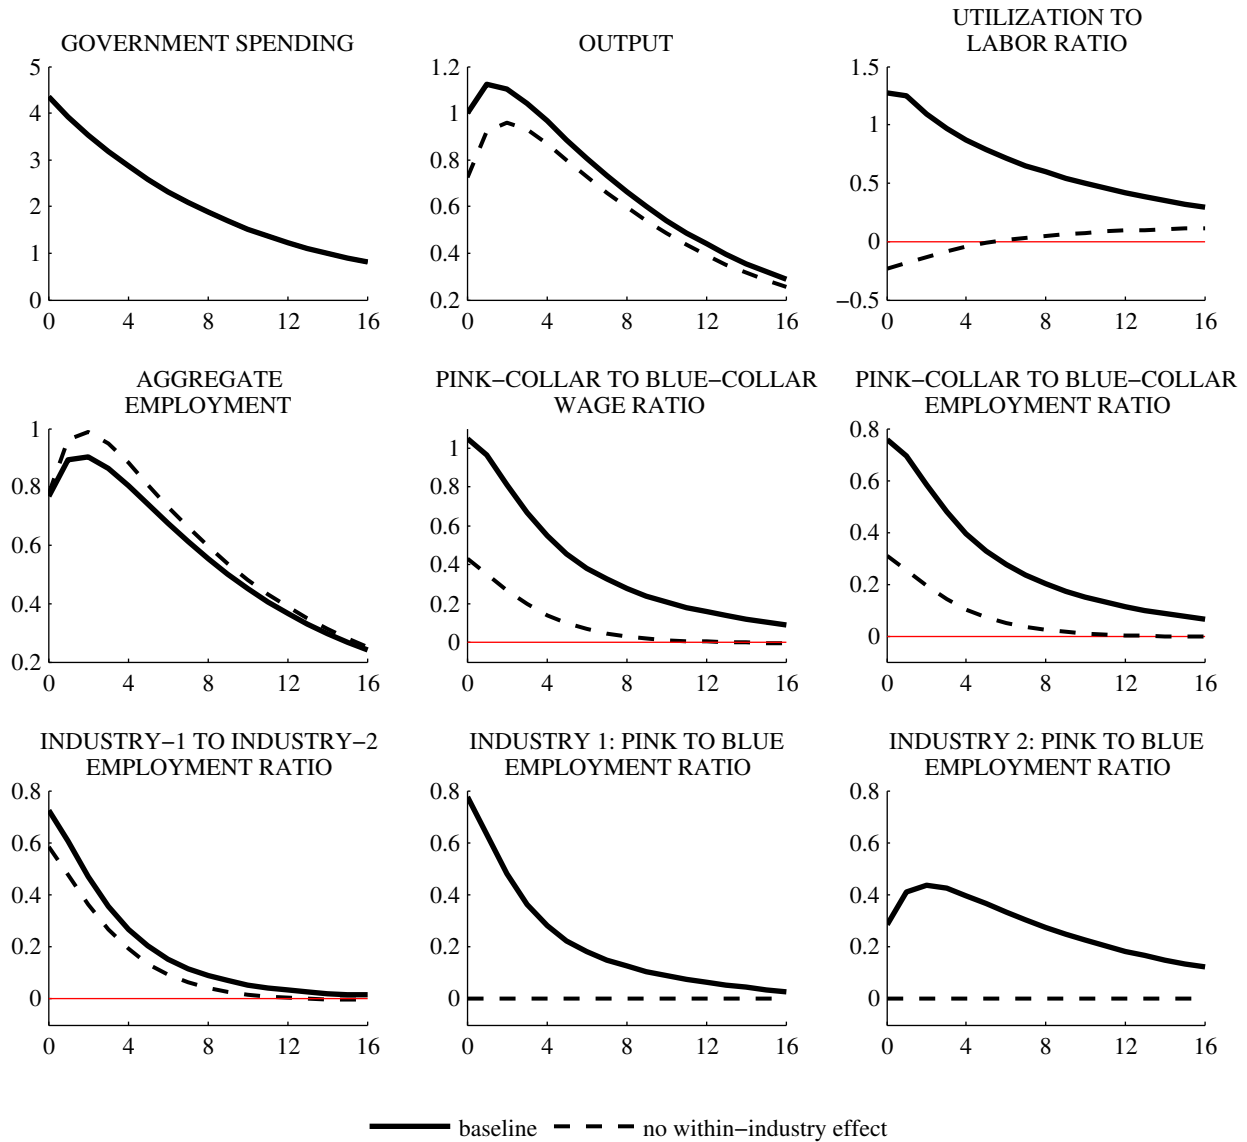 GOVERNMENT SPENDING
5
4
3
2
1
0
0 4 8 12 16
OUTPUT
1.2
1
0.8
0.6
0.4
0.2
0 4 8 12 16
UTILIZATION TO
LABOR RATIO
1.5
1
0.5
0
−0.5
0 4 8 12 16
AGGREGATE
EMPLOYMENT
1
0.8
0.6
0.4
0.2
0 4 8 12 16
PINK−COLLAR TO BLUE−COLLAR
WAGE RATIO
1
0.8
0.6
0.4
0.2
0
0 4 8 12 16
PINK−COLLAR TO BLUE−COLLAR
EMPLOYMENT RATIO
0.8
0.6
0.4
0.2
0
0 4 8 12 16
INDUSTRY−1 TO INDUSTRY−2
EMPLOYMENT RATIO
0.8
0.6
0.4
0.2
0
0 4 8 12 16
INDUSTRY 1: PINK TO BLUE
EMPLOYMENT RATIO
0.8
0.6
0.4
0.2
0
0 4 8 12 16
INDUSTRY 2: PINK TO BLUE
EMPLOYMENT RATIO
0.8
0.6
0.4
0.2
0
0 4 8 12 16
baseline no within−industry effect